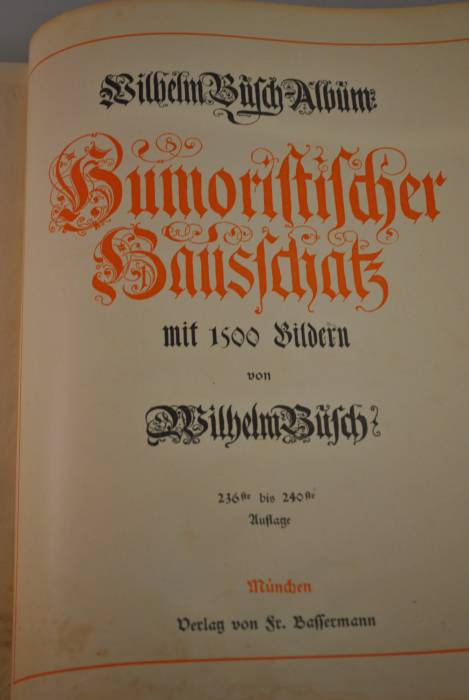 Wilhelm Busch-Album:
Humoristischer
Hausschatz
mit 1500 Bildern
von
Wilhelm Busch
236ste bis 240ste
Auflage
München
Verlag von Fr. Bassermann